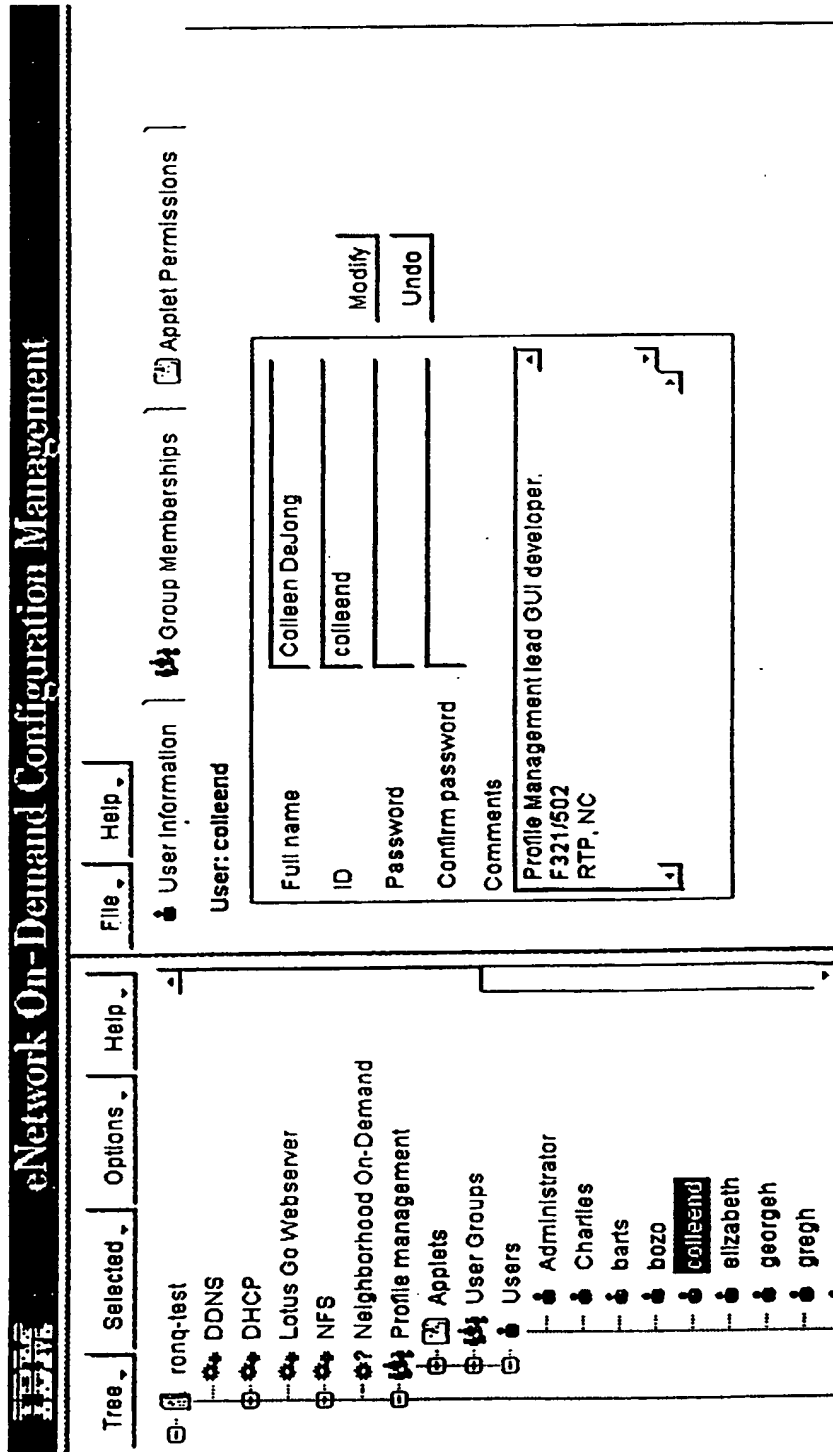 IBM eNetwork On-Demand Configuration Management
Tree Selected Options Help
ronq-test
DDNS
DHCP
Lotus Go Webserver
NFS
? Neighborhood On-Demand
Profile management
Applets
User Groups
Users
Administrator
Charlies
barts
bozo
colleend
elizabeth
georgeh
gregh
File Help
User Information Group Memberships Applet Permissions
User: colleend
Full name Colleen DeJong
ID colleend
Password
Confirm password
Comments
Profile Management lead GUI developer.
F321/502
RTP, NC
Modify
Undo